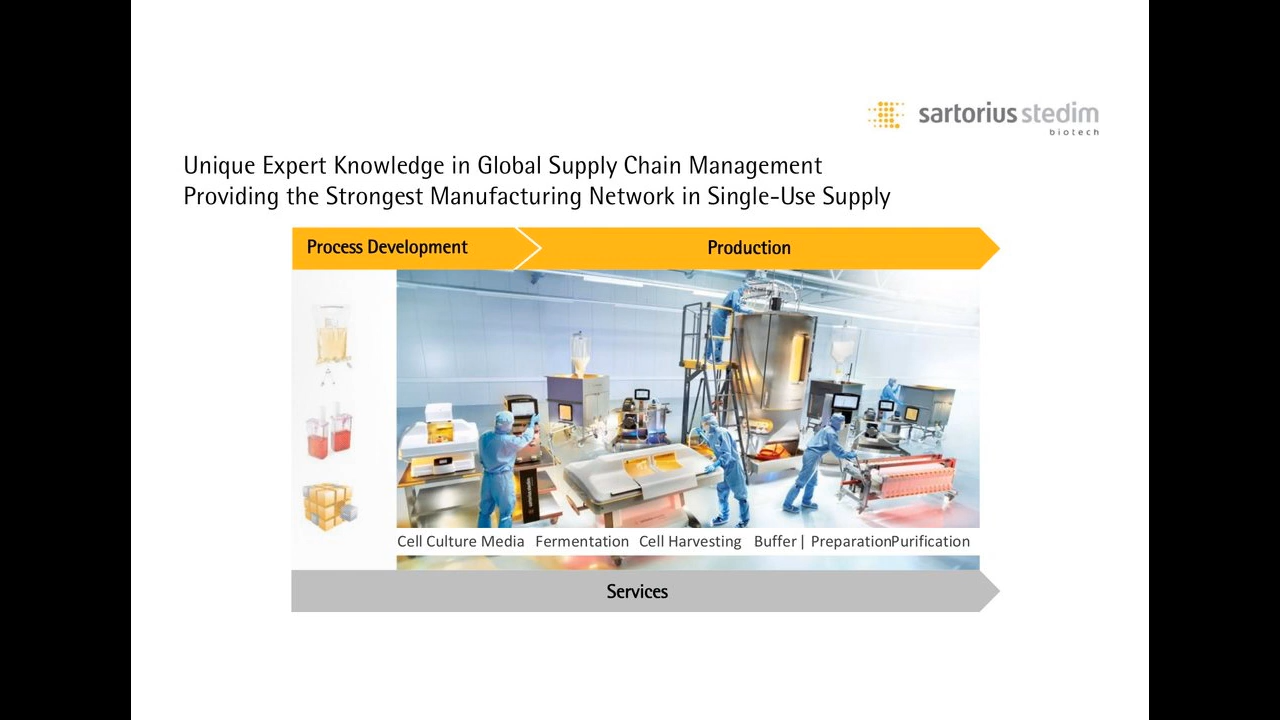 sartorius stedim
biotech
Unique Expert Knowledge in Global Supply Chain Management
Providing the Strongest Manufacturing Network in Single-Use Supply
Process Development
Production
Cell Culture Media Fermentation Cell Harvesting Buffer | PreparationPurification
Services